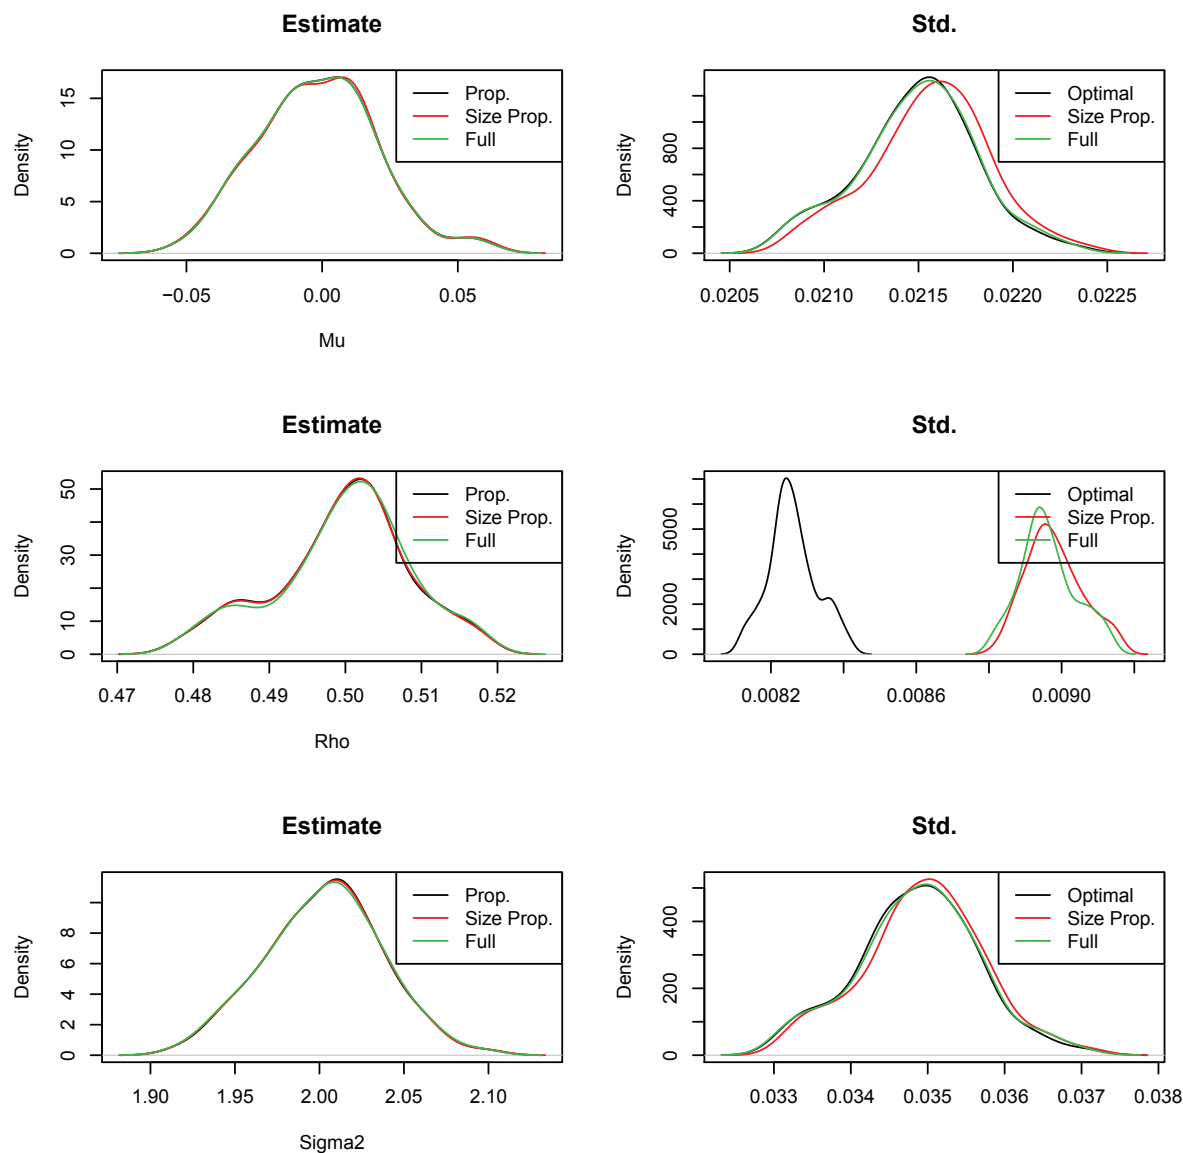 Estimate
Std.
Density
15
10
5
0
Prop.
Size Prop.
Full
−0.05 0.00 0.05
Mu
Density
800
400
0
Optimal
Size Prop.
Full
0.0205 0.0210 0.0215 0.0220 0.0225
Estimate
Std.
Density
50
30
10
0
Prop.
Size Prop.
Full
0.47 0.48 0.49 0.50 0.51 0.52
Rho
Density
5000
2000
0
Optimal
Size Prop.
Full
0.0082 0.0086 0.0090
Estimate
Std.
Density
8
6
4
2
0
Prop.
Size Prop.
Full
1.90 1.95 2.00 2.05 2.10
Sigma2
Density
400
200
0
Optimal
Size Prop.
Full
0.033 0.034 0.035 0.036 0.037 0.038